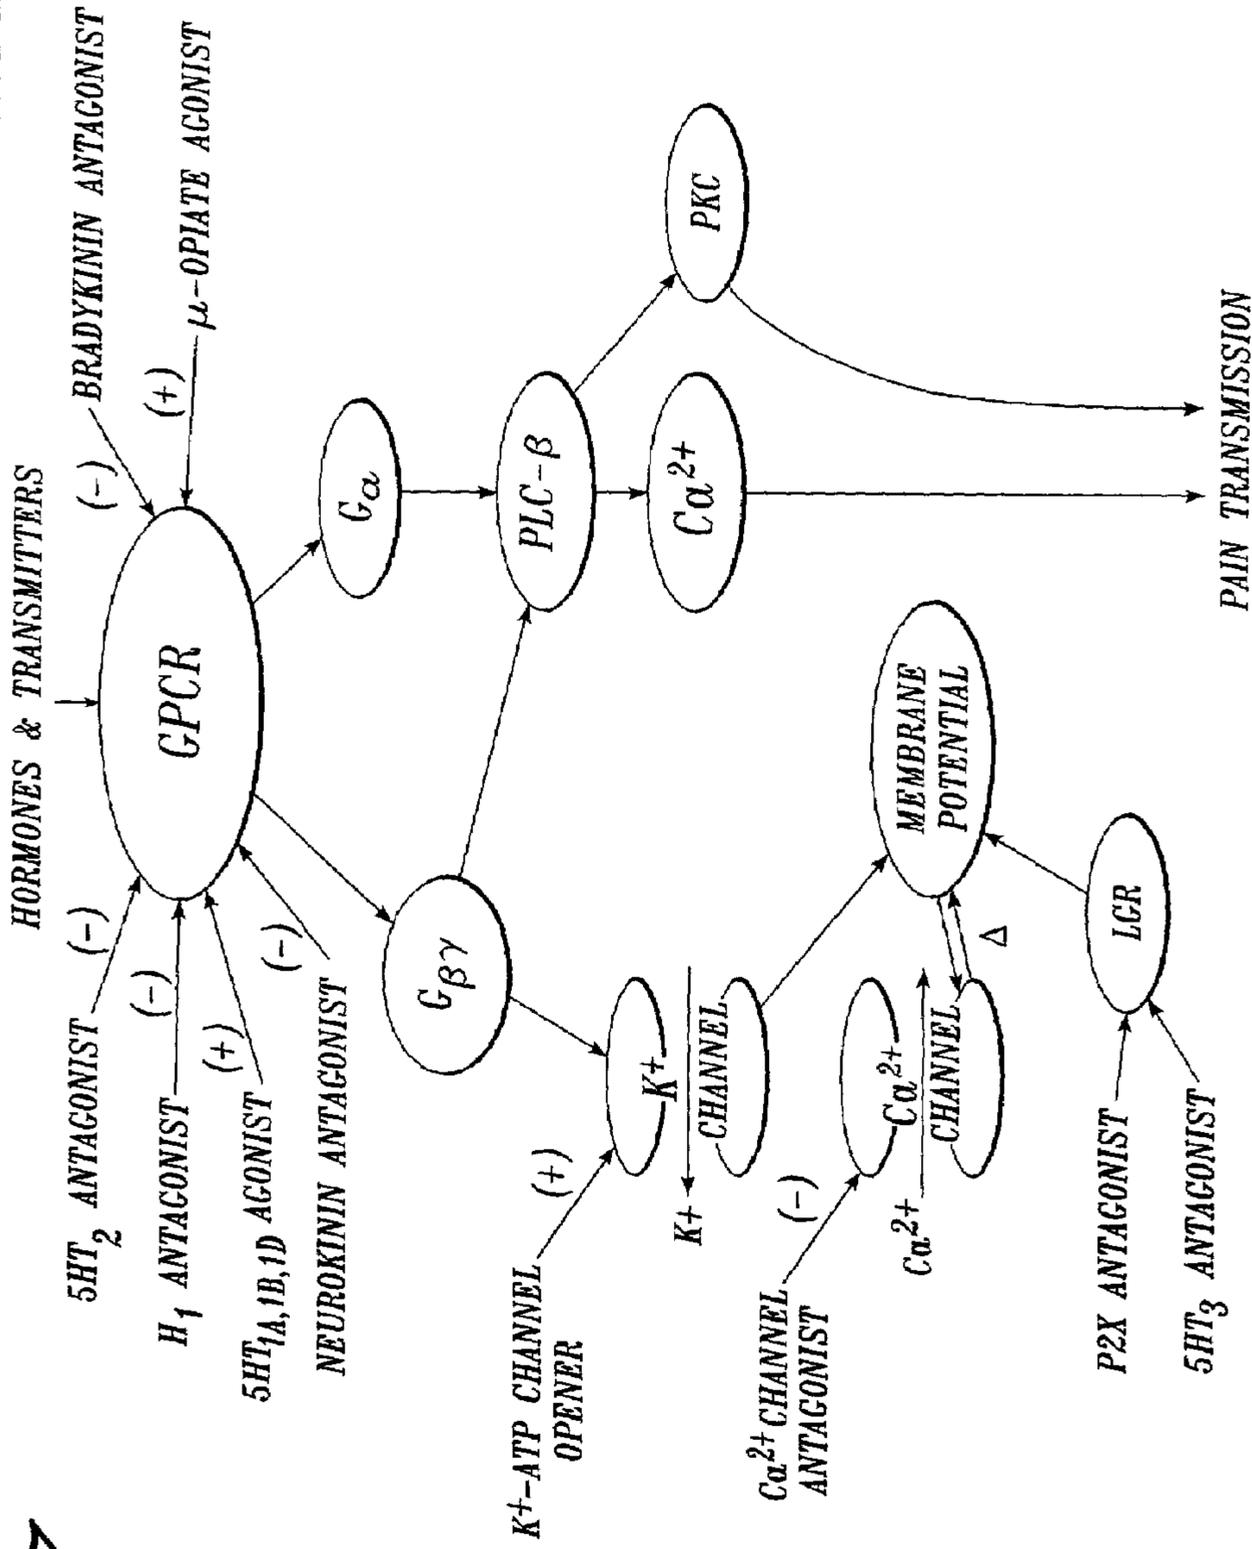 HORMONES & TRANSMITTERS
5HT2 ANTAGONIST
(-)
H1 ANTAGONIST
(-)
5HT1A,1B,1D AGONIST
(+)
NEUROKININ ANTAGONIST
(-)
BRADYKININ ANTAGONIST
(-)
μ-OPIATE AGONIST
(+)
GPCR
Gα
Gβγ
PLC-β
PKC
Ca2+
K+-ATP CHANNEL
OPENER
(+)
K+
CHANNEL
K+
Ca2+ CHANNEL
ANTAGONIST
(-)
Ca2+
CHANNEL
Ca2+
Δ
MEMBRANE
POTENTIAL
LGR
P2X ANTAGONIST
5HT3 ANTAGONIST
PAIN TRANSMISSION